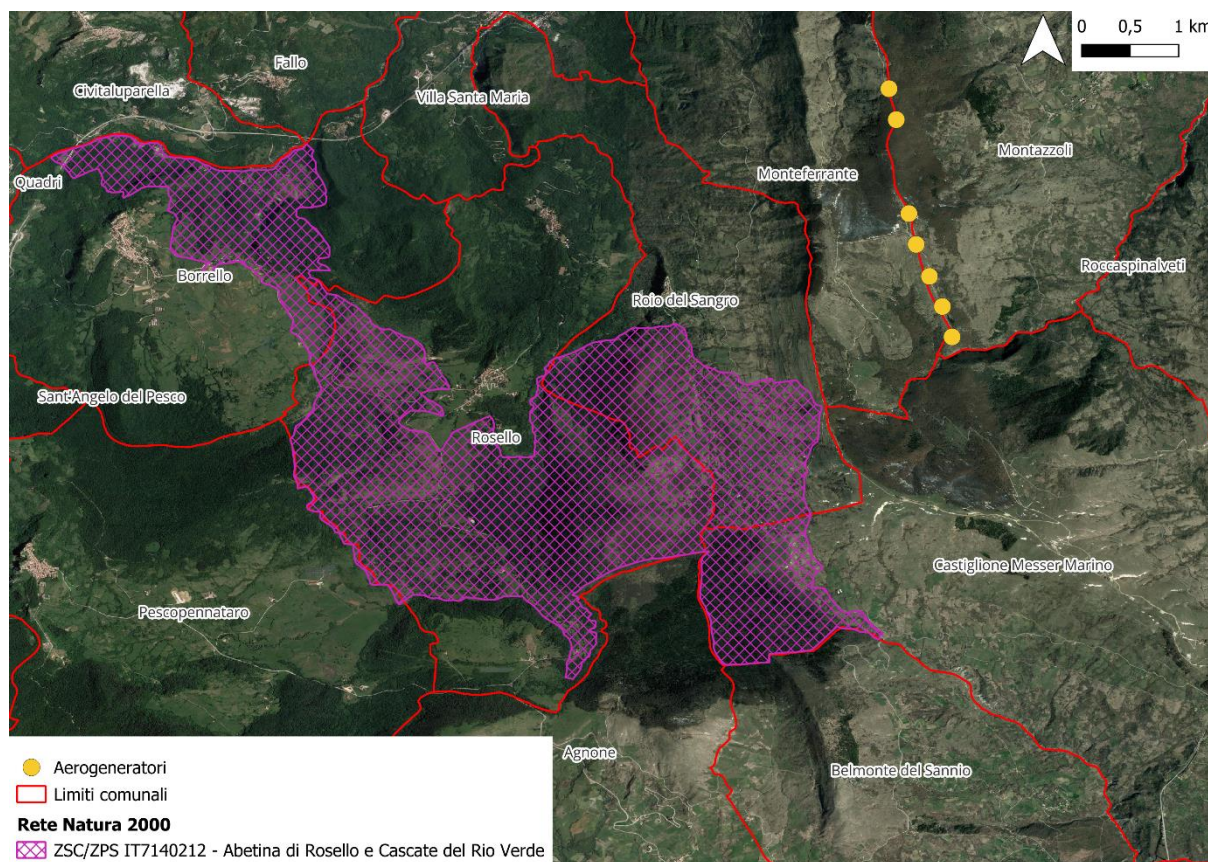 0 0,5 1 km
Fallo
Civitaluparella
Villa Santa Maria
Montazzoli
Monteferrante
Quadri
Roccaspinalveti
Borrello
Roio del Sangro
Sant'Angelo del Pesco
Rosello
Castiglione Messer Marino
Pescopennataro
Agnone
Belmonte del Sannio
Aerogeneratori
Limiti comunali
Rete Natura 2000
ZSC/ZPS IT7140212 - Abetina di Rosello e Cascate del Rio Verde